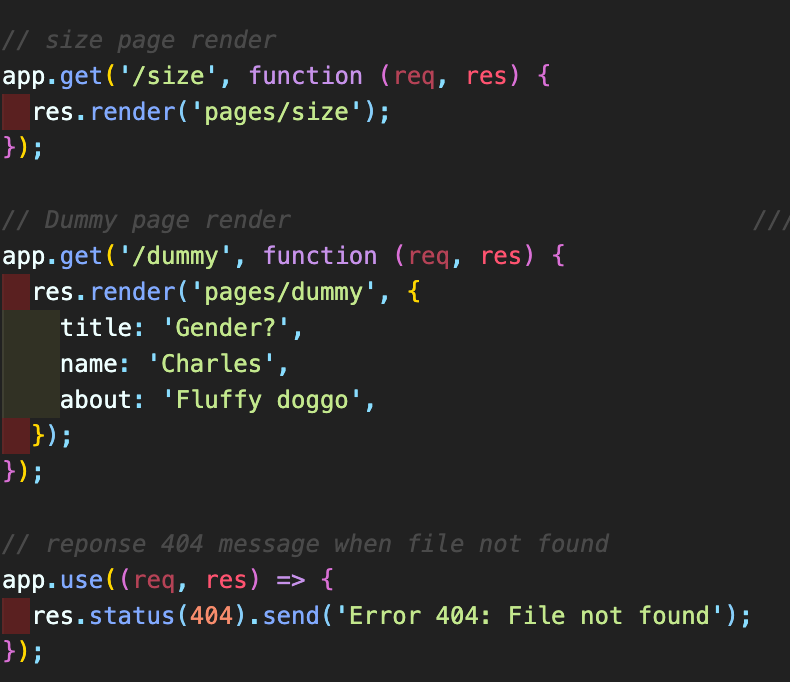 // size page render
app.get('/size', function (req, res) {
  res.render('pages/size');
});

// Dummy page render ///
app.get('/dummy', function (req, res) {
  res.render('pages/dummy', {
    title: 'Gender?',
    name: 'Charles',
    about: 'Fluffy doggo',
  });
});

// reponse 404 message when file not found
app.use((req, res) => {
  res.status(404).send('Error 404: File not found');
});